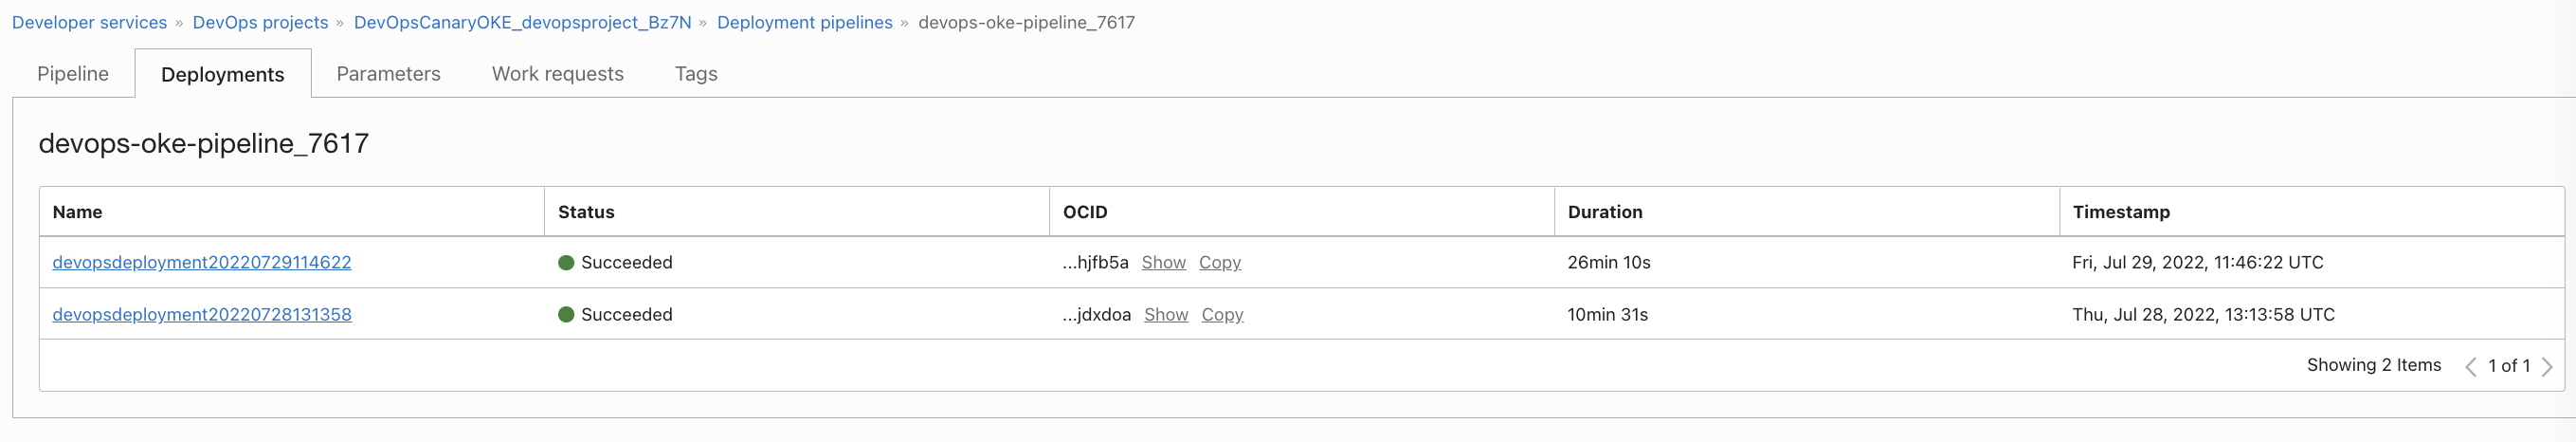 Developer services » DevOps projects » DevOpsCanaryOKE_devopsproject_Bz7N » Deployment pipelines » devops-oke-pipeline_7617
Pipeline Deployments Parameters Work requests Tags
devops-oke-pipeline_7617
Name Status OCID Duration Timestamp
devopsdeployment20220729114622 Succeeded ...hjfb5a Show Copy 26min 10s Fri, Jul 29, 2022, 11:46:22 UTC
devopsdeployment20220728131358 Succeeded ...jdxdoa Show Copy 10min 31s Thu, Jul 28, 2022, 13:13:58 UTC
Showing 2 Items < 1 of 1 >